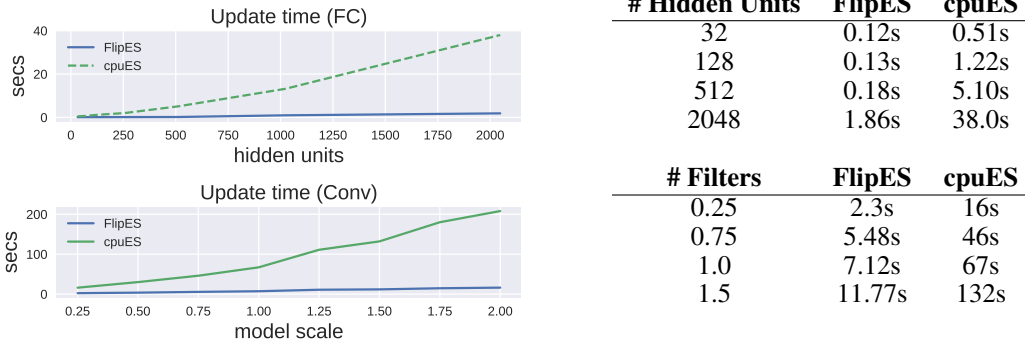 Update time (FC)
40
20
0
secs
FlipES
cpuES
0 250 500 750 1000 1250 1500 1750 2000
hidden units
Update time (Conv)
200
100
0
secs
FlipES
cpuES
0.25 0.50 0.75 1.00 1.25 1.50 1.75 2.00
model scale
# Hidden Units FlipES cpuES
32 0.12s 0.51s
128 0.13s 1.22s
512 0.18s 5.10s
2048 1.86s 38.0s
# Filters FlipES cpuES
0.25 2.3s 16s
0.75 5.48s 46s
1.0 7.12s 67s
1.5 11.77s 132s